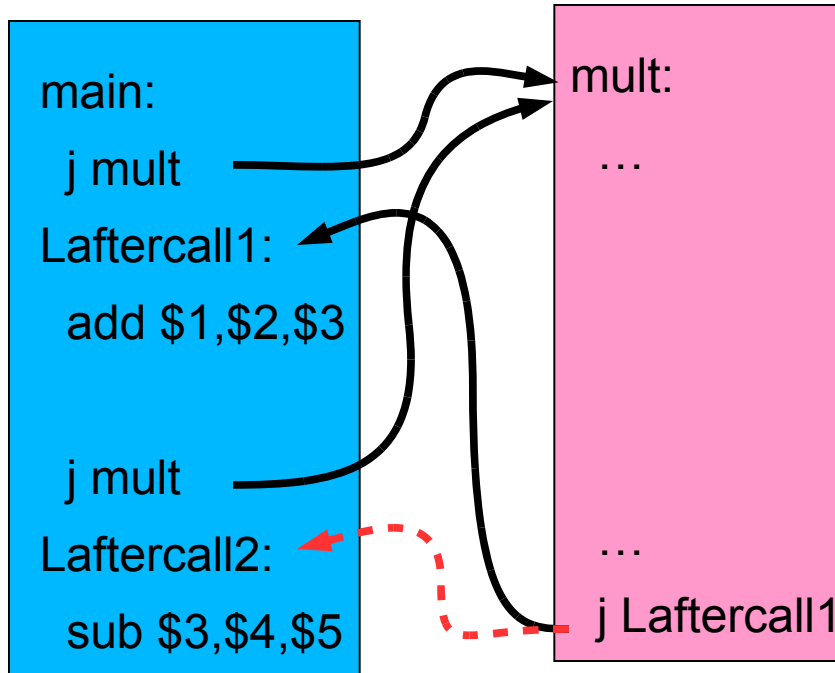 main:
j mult
Laftercall1:
add $1,$2,$3
j mult
Laftercall2:
sub $3,$4,$5
mult:
…
…
j Laftercall1